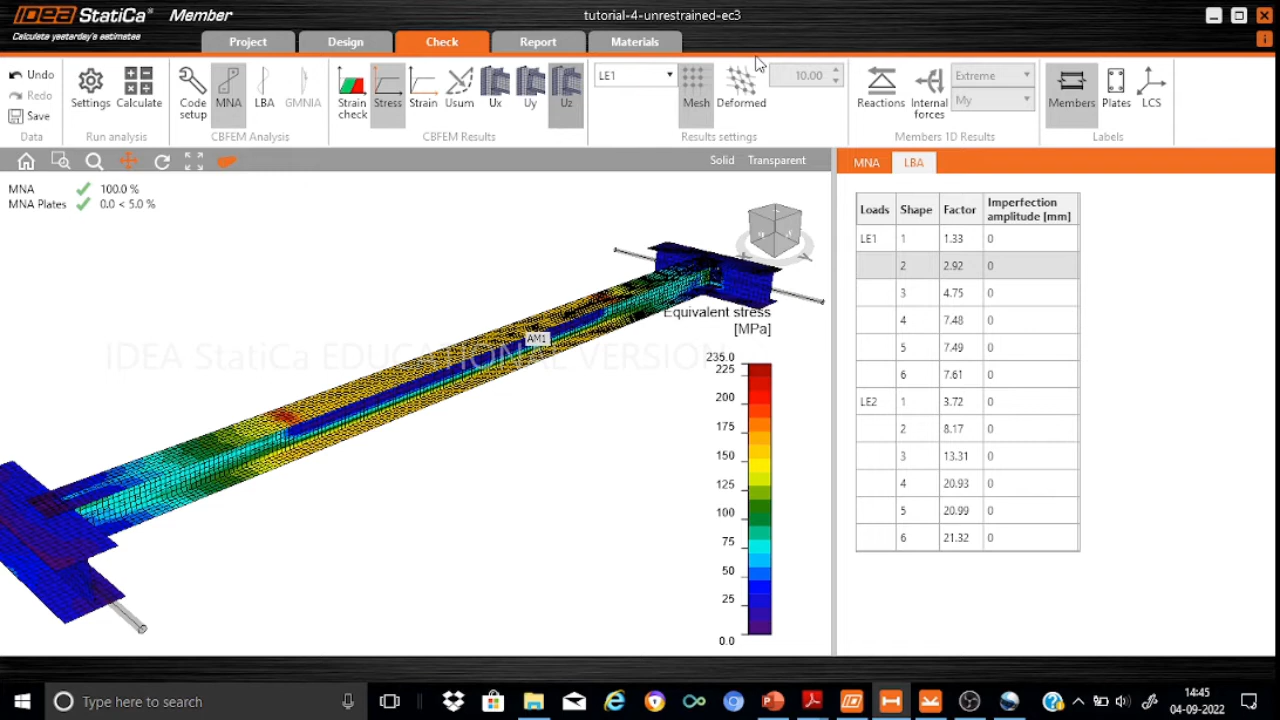 IDEA StatiCa® Member
Calculate yesterday's estimates
tutorial-4-unrestrained-ec3
Project Design Check Report Materials
Undo
Redo
Save
Data
Settings Calculate
Run analysis
Code setup
MNA LBA GMNIA
CBFEM Analysis
Strain check
Stress Strain Usum Ux Uy Uz
CBFEM Results
LE1
Mesh Deformed
10.00
Results settings
Reactions
Internal forces
Extreme
My
Members 1D Results
Members Plates LCS
Labels
Solid Transparent
MNA 100.0 %
MNA Plates 0.0 < 5.0 %
AM1
IDEA StatiCa EDUCATIONAL VERSION
Equivalent stress
[MPa]
235.0
225
200
175
150
125
100
75
50
25
0.0
MNA LBA
Loads Shape Factor Imperfection amplitude [mm]
LE1 1 1.33 0
2 2.92 0
3 4.75 0
4 7.48 0
5 7.49 0
6 7.61 0
LE2 1 3.72 0
2 8.17 0
3 13.31 0
4 20.93 0
5 20.99 0
6 21.32 0
Type here to search
14:45
04-09-2022